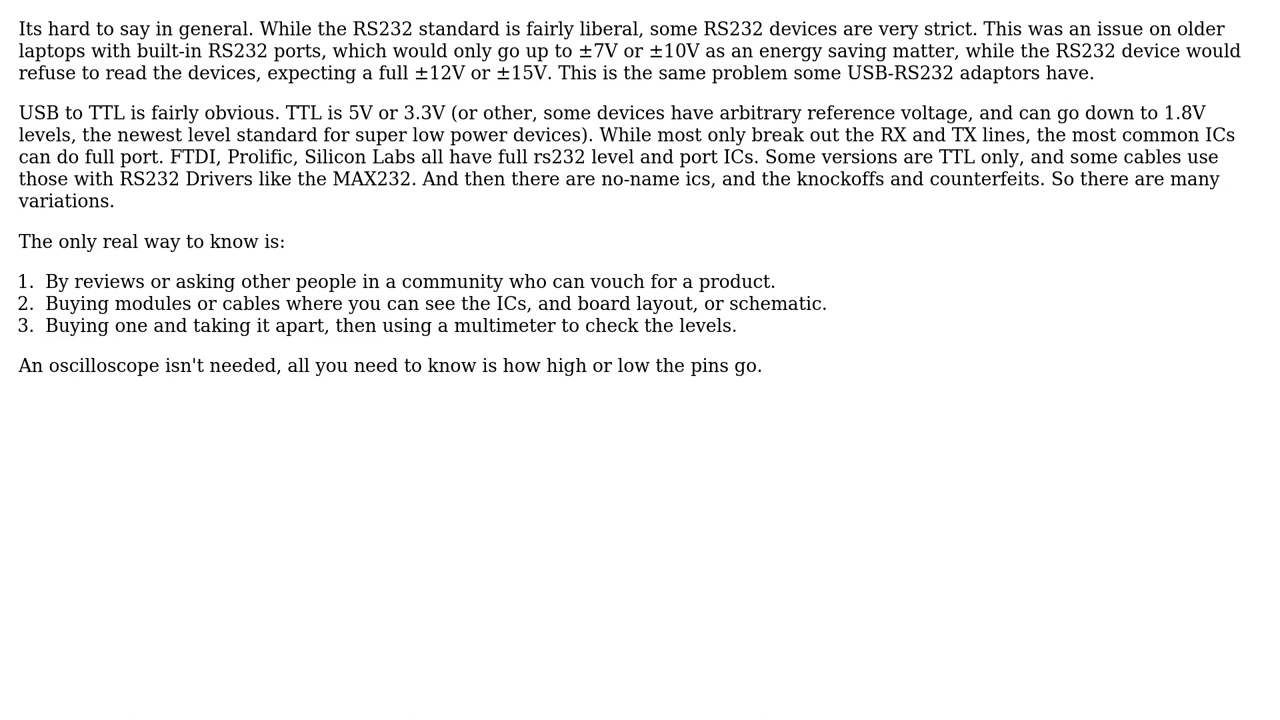 Its hard to say in general. While the RS232 standard is fairly liberal, some RS232 devices are very strict. This was an issue on older
laptops with built-in RS232 ports, which would only go up to ±7V or ±10V as an energy saving matter, while the RS232 device would
refuse to read the devices, expecting a full ±12V or ±15V. This is the same problem some USB-RS232 adaptors have.
USB to TTL is fairly obvious. TTL is 5V or 3.3V (or other, some devices have arbitrary reference voltage, and can go down to 1.8V
levels, the newest level standard for super low power devices). While most only break out the RX and TX lines, the most common ICs
can do full port. FTDI, Prolific, Silicon Labs all have full rs232 level and port ICs. Some versions are TTL only, and some cables use
those with RS232 Drivers like the MAX232. And then there are no-name ics, and the knockoffs and counterfeits. So there are many
variations.
The only real way to know is:
1. By reviews or asking other people in a community who can vouch for a product.
2. Buying modules or cables where you can see the ICs, and board layout, or schematic.
3. Buying one and taking it apart, then using a multimeter to check the levels.
An oscilloscope isn't needed, all you need to know is how high or low the pins go.